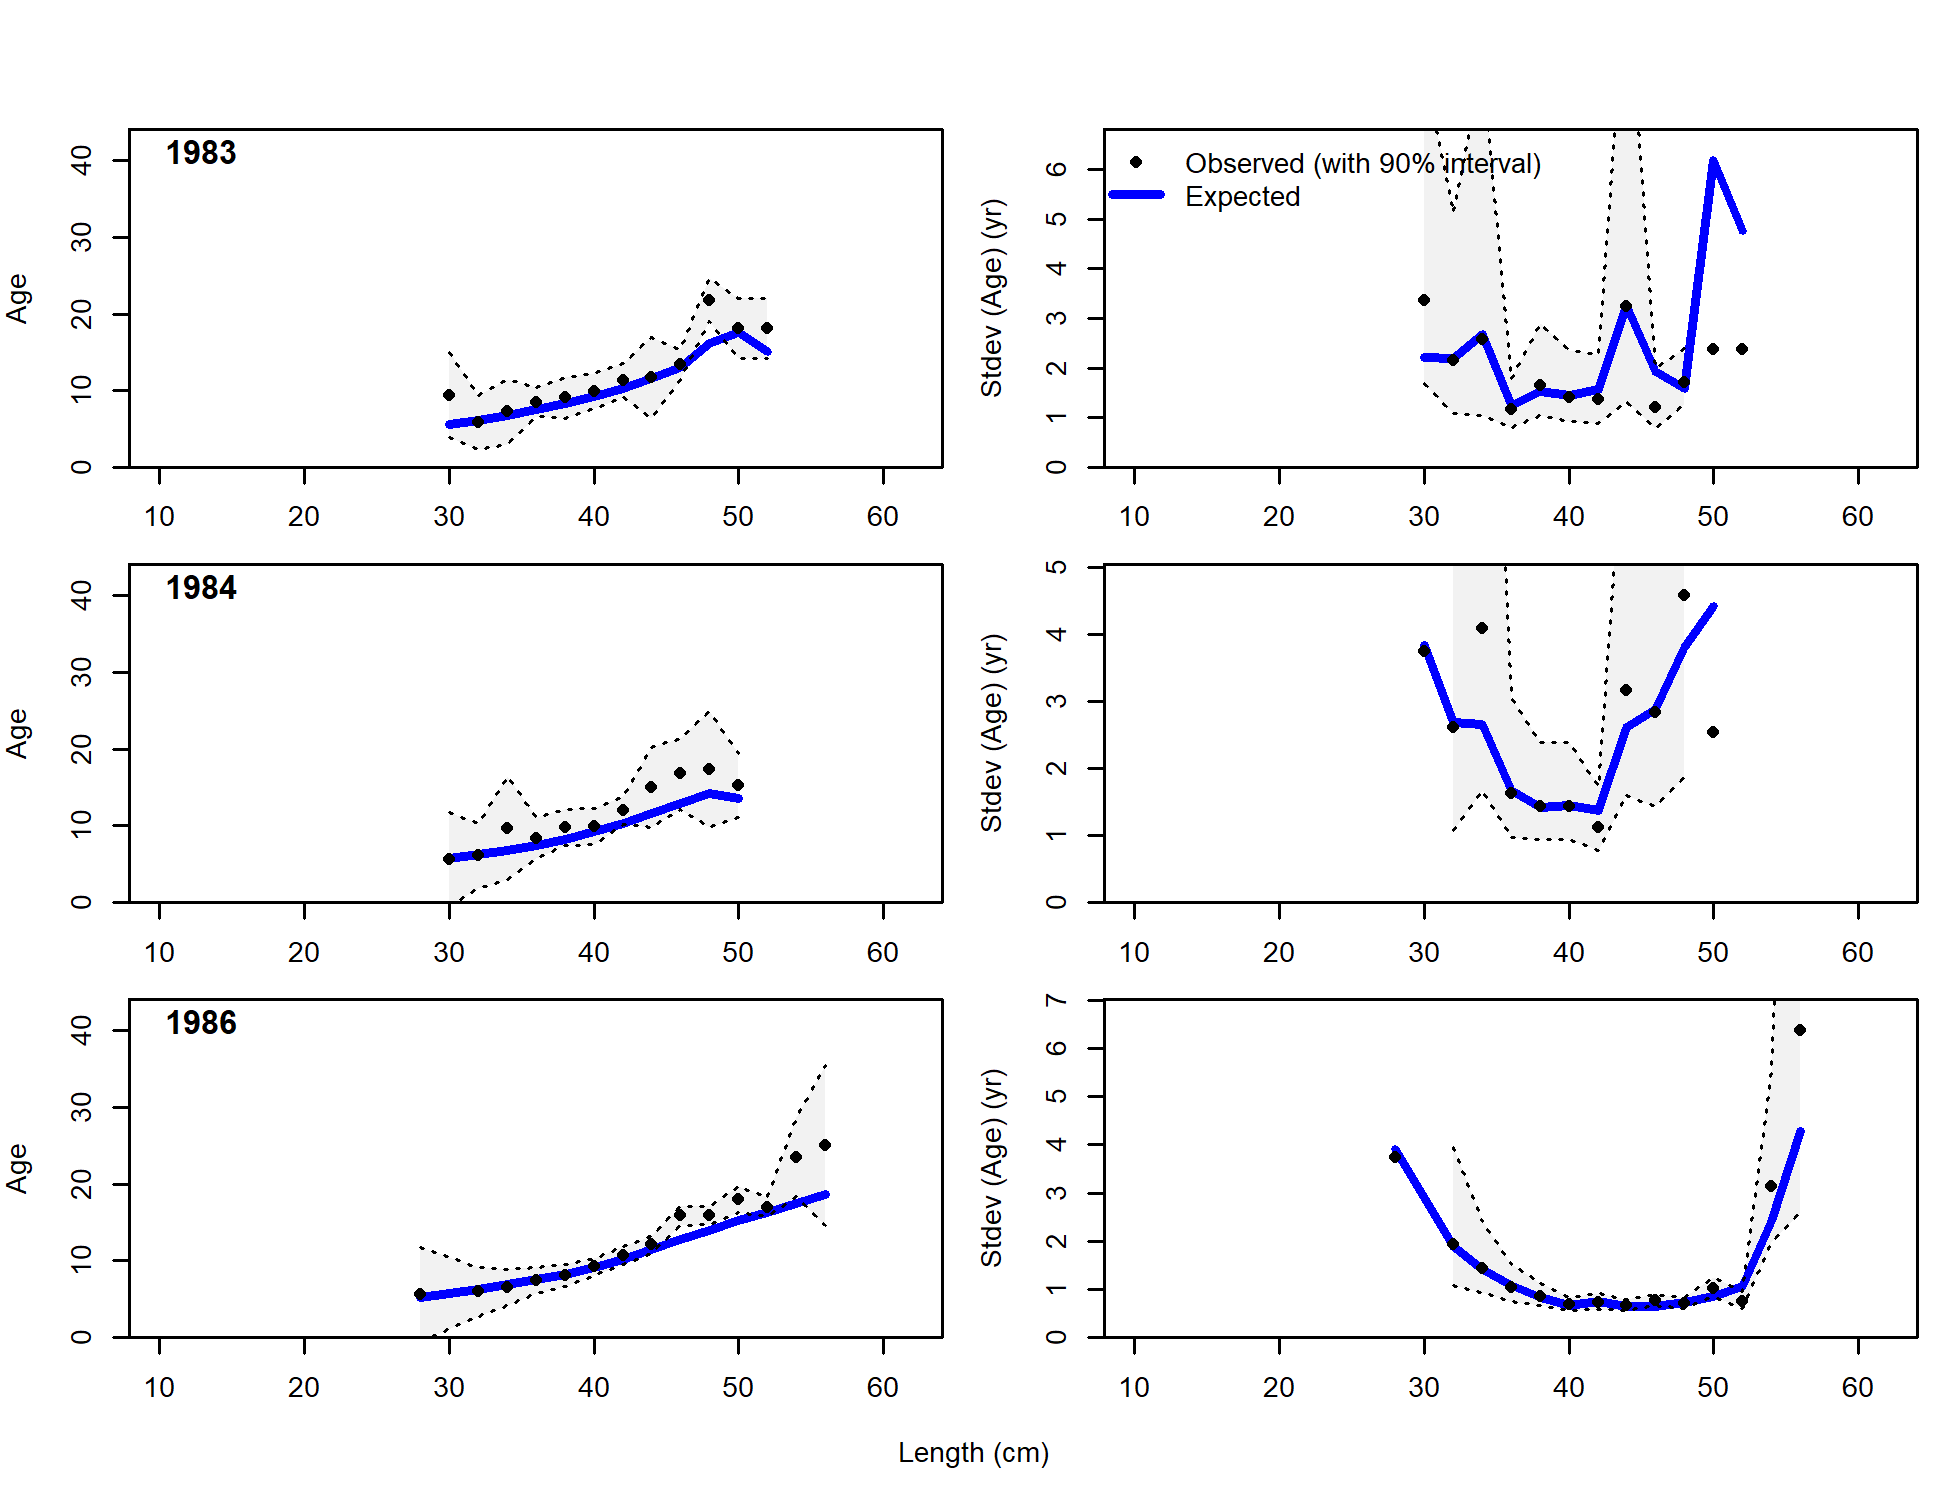 1983
Age
0 10 20 30 40
10 20 30 40 50 60
Observed (with 90% interval)
Expected
Stdev (Age) (yr)
0 1 2 3 4 5 6
10 20 30 40 50 60
1984
Age
0 10 20 30 40
10 20 30 40 50 60
Stdev (Age) (yr)
0 1 2 3 4 5
10 20 30 40 50 60
1986
Age
0 10 20 30 40
10 20 30 40 50 60
Stdev (Age) (yr)
0 1 2 3 4 5 6 7
10 20 30 40 50 60
Length (cm)